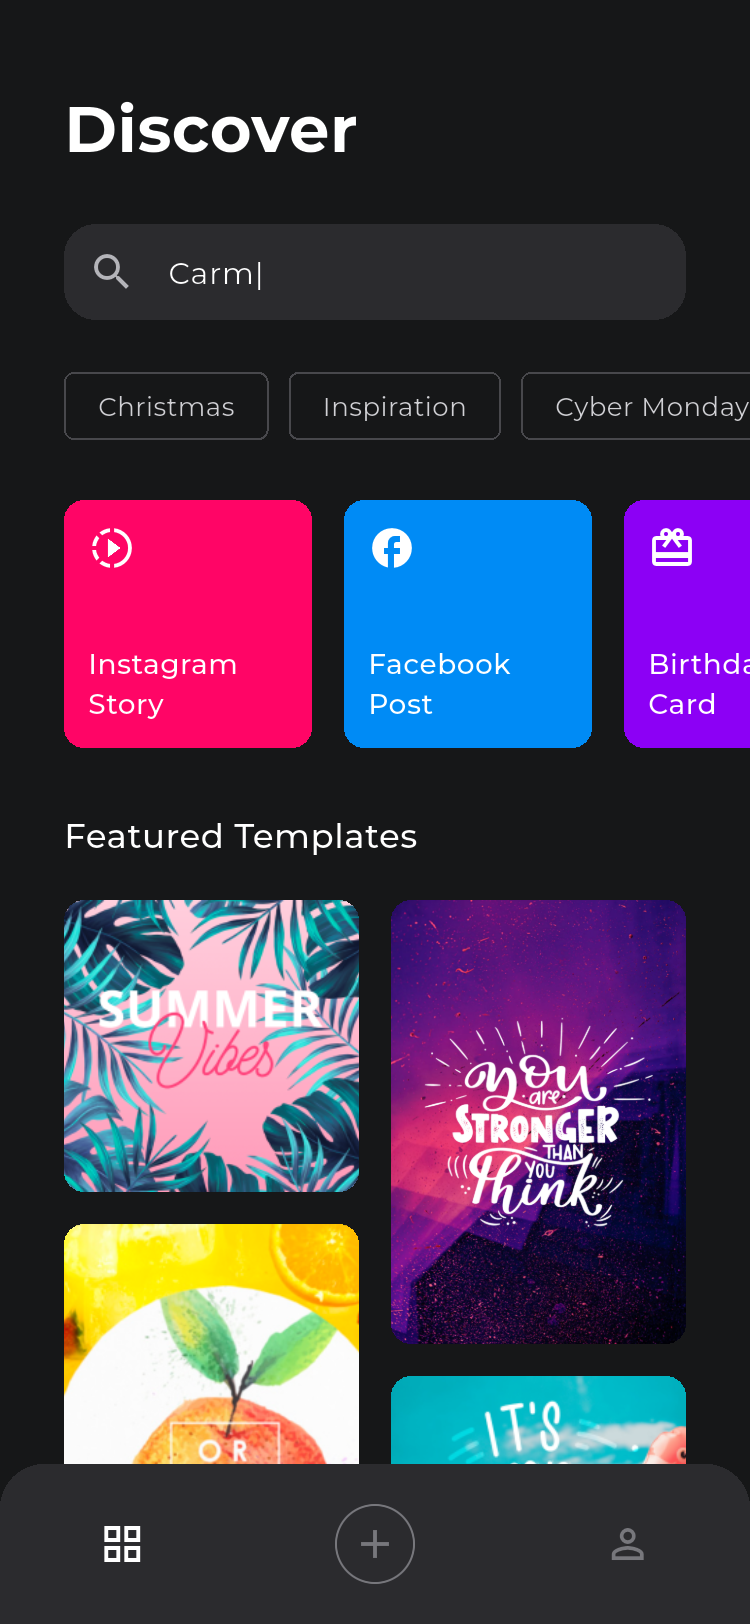 Discover
Carm|
Christmas
Inspiration
Cyber Monday
Instagram
Story
Facebook
Post
Birthda
Card
Featured Templates
SUMMER
Vibes
you
are
STRONGER
THAN
YOU
Think
OR
IT'S